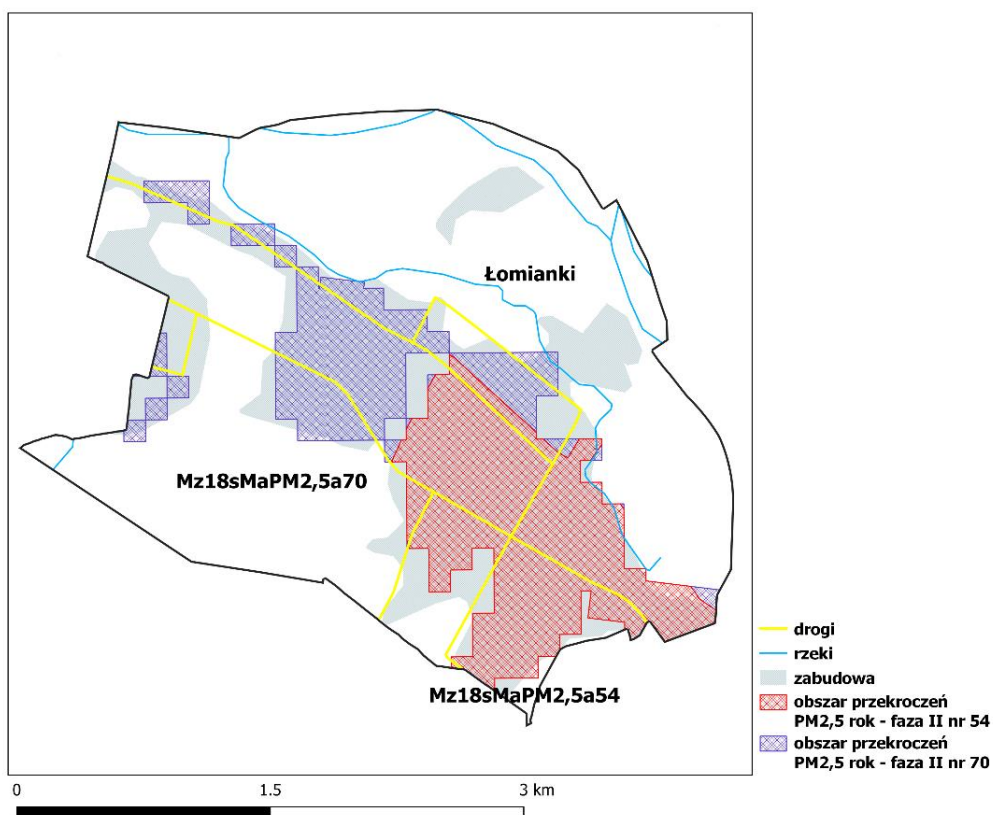 Łomianki
Mz18sMaPM2,5a70
Mz18sMaPM2,5a54
drogi
rzeki
zabudowa
obszar przekroczeń
PM2,5 rok - faza II nr 54
obszar przekroczeń
PM2,5 rok - faza II nr 70
0 1.5 3 km